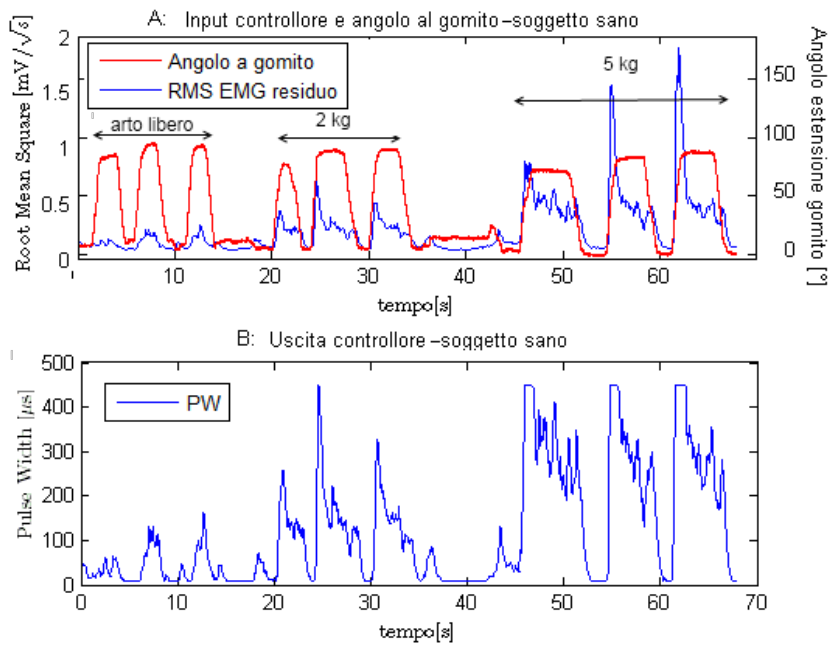 A: Input controllore e angolo al gomito-soggetto sano
Root Mean Square [mV/√s]
2
1.5
1
0.5
0
Angolo a gomito
RMS EMG residuo
arto libero
2 kg
5 kg
150
100
50
0
Angolo estensione gomito [°]
10 20 30 40 50 60
tempo[s]
B: Uscita controllore-soggetto sano
Pulse Width [µs]
500
400
300
200
100
0
PW
0 10 20 30 40 50 60 70
tempo[s]